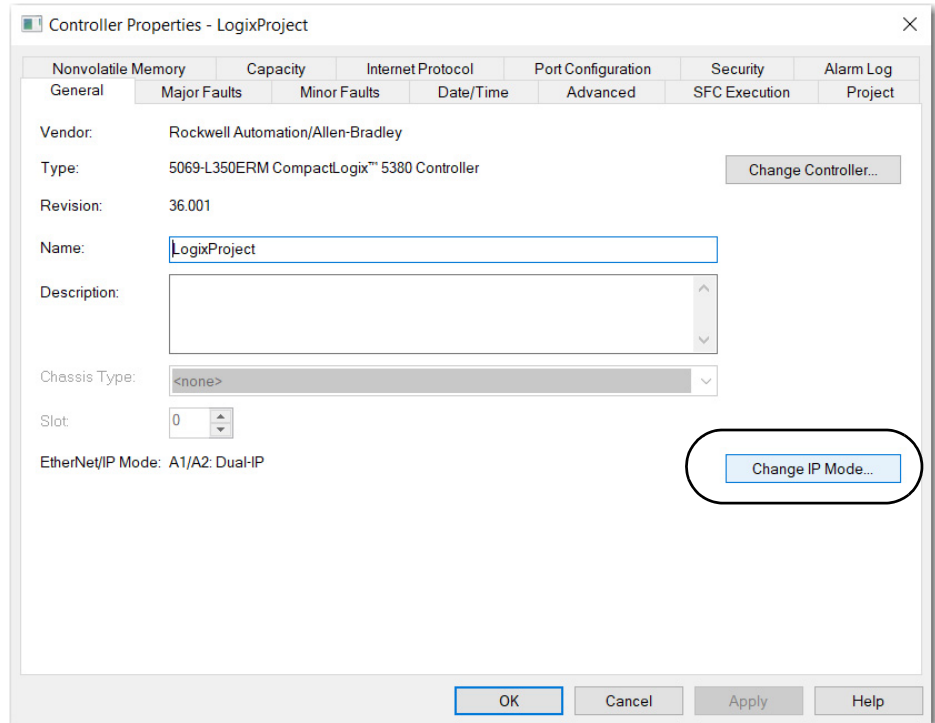 Controller Properties - LogixProject
Nonvolatile Memory Capacity Internet Protocol Port Configuration Security Alarm Log
General Major Faults Minor Faults Date/Time Advanced SFC Execution Project
Vendor: Rockwell Automation/Allen-Bradley
Type: 5069-L350ERM CompactLogix™ 5380 Controller Change Controller...
Revision: 36.001
Name: LogixProject
Description:
Chassis Type: <none>
Slot: 0
EtherNet/IP Mode: A1/A2: Dual-IP Change IP Mode...
OK Cancel Apply Help